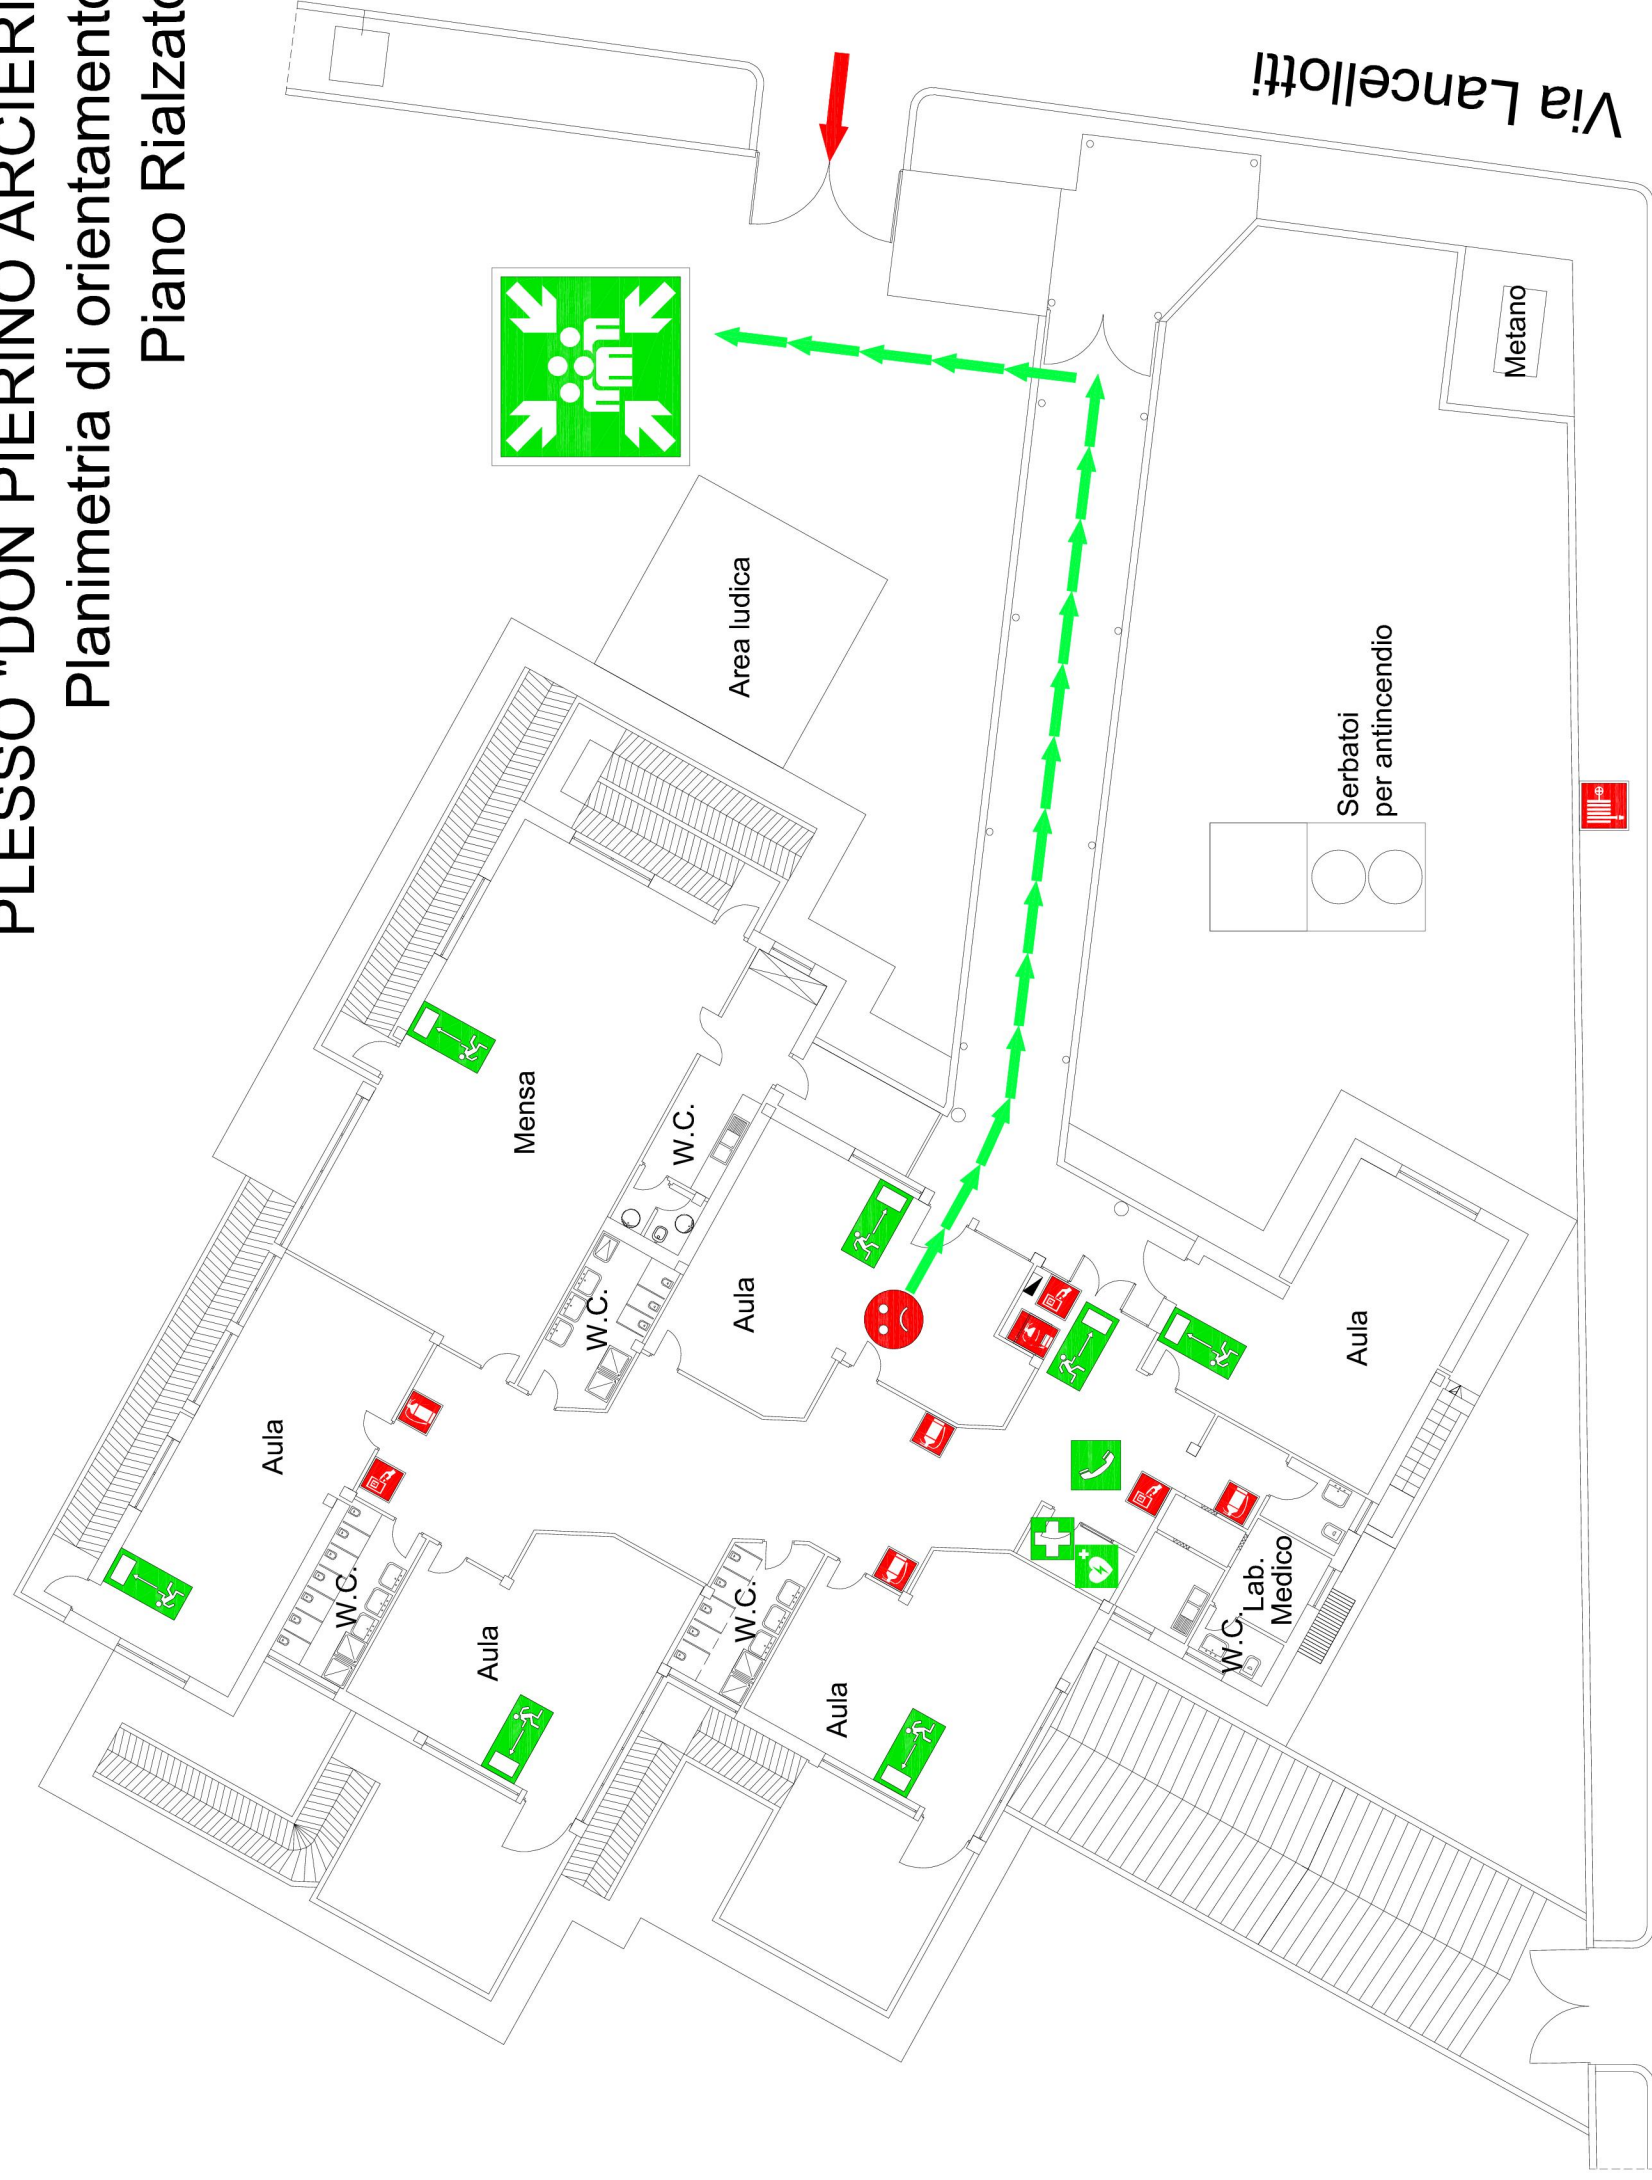 PLESSO "DON PIERINO ARCIERI
Planimetria di orientamento
Piano Rialzato
Via Lancellotti
Metano
Area ludica
Serbatoi
per antincendio
Mensa
W.C.
W.C.
Aula
Aula
Aula
W.C.
Aula
W.C.
Aula
W.C.
Lab.
Medico